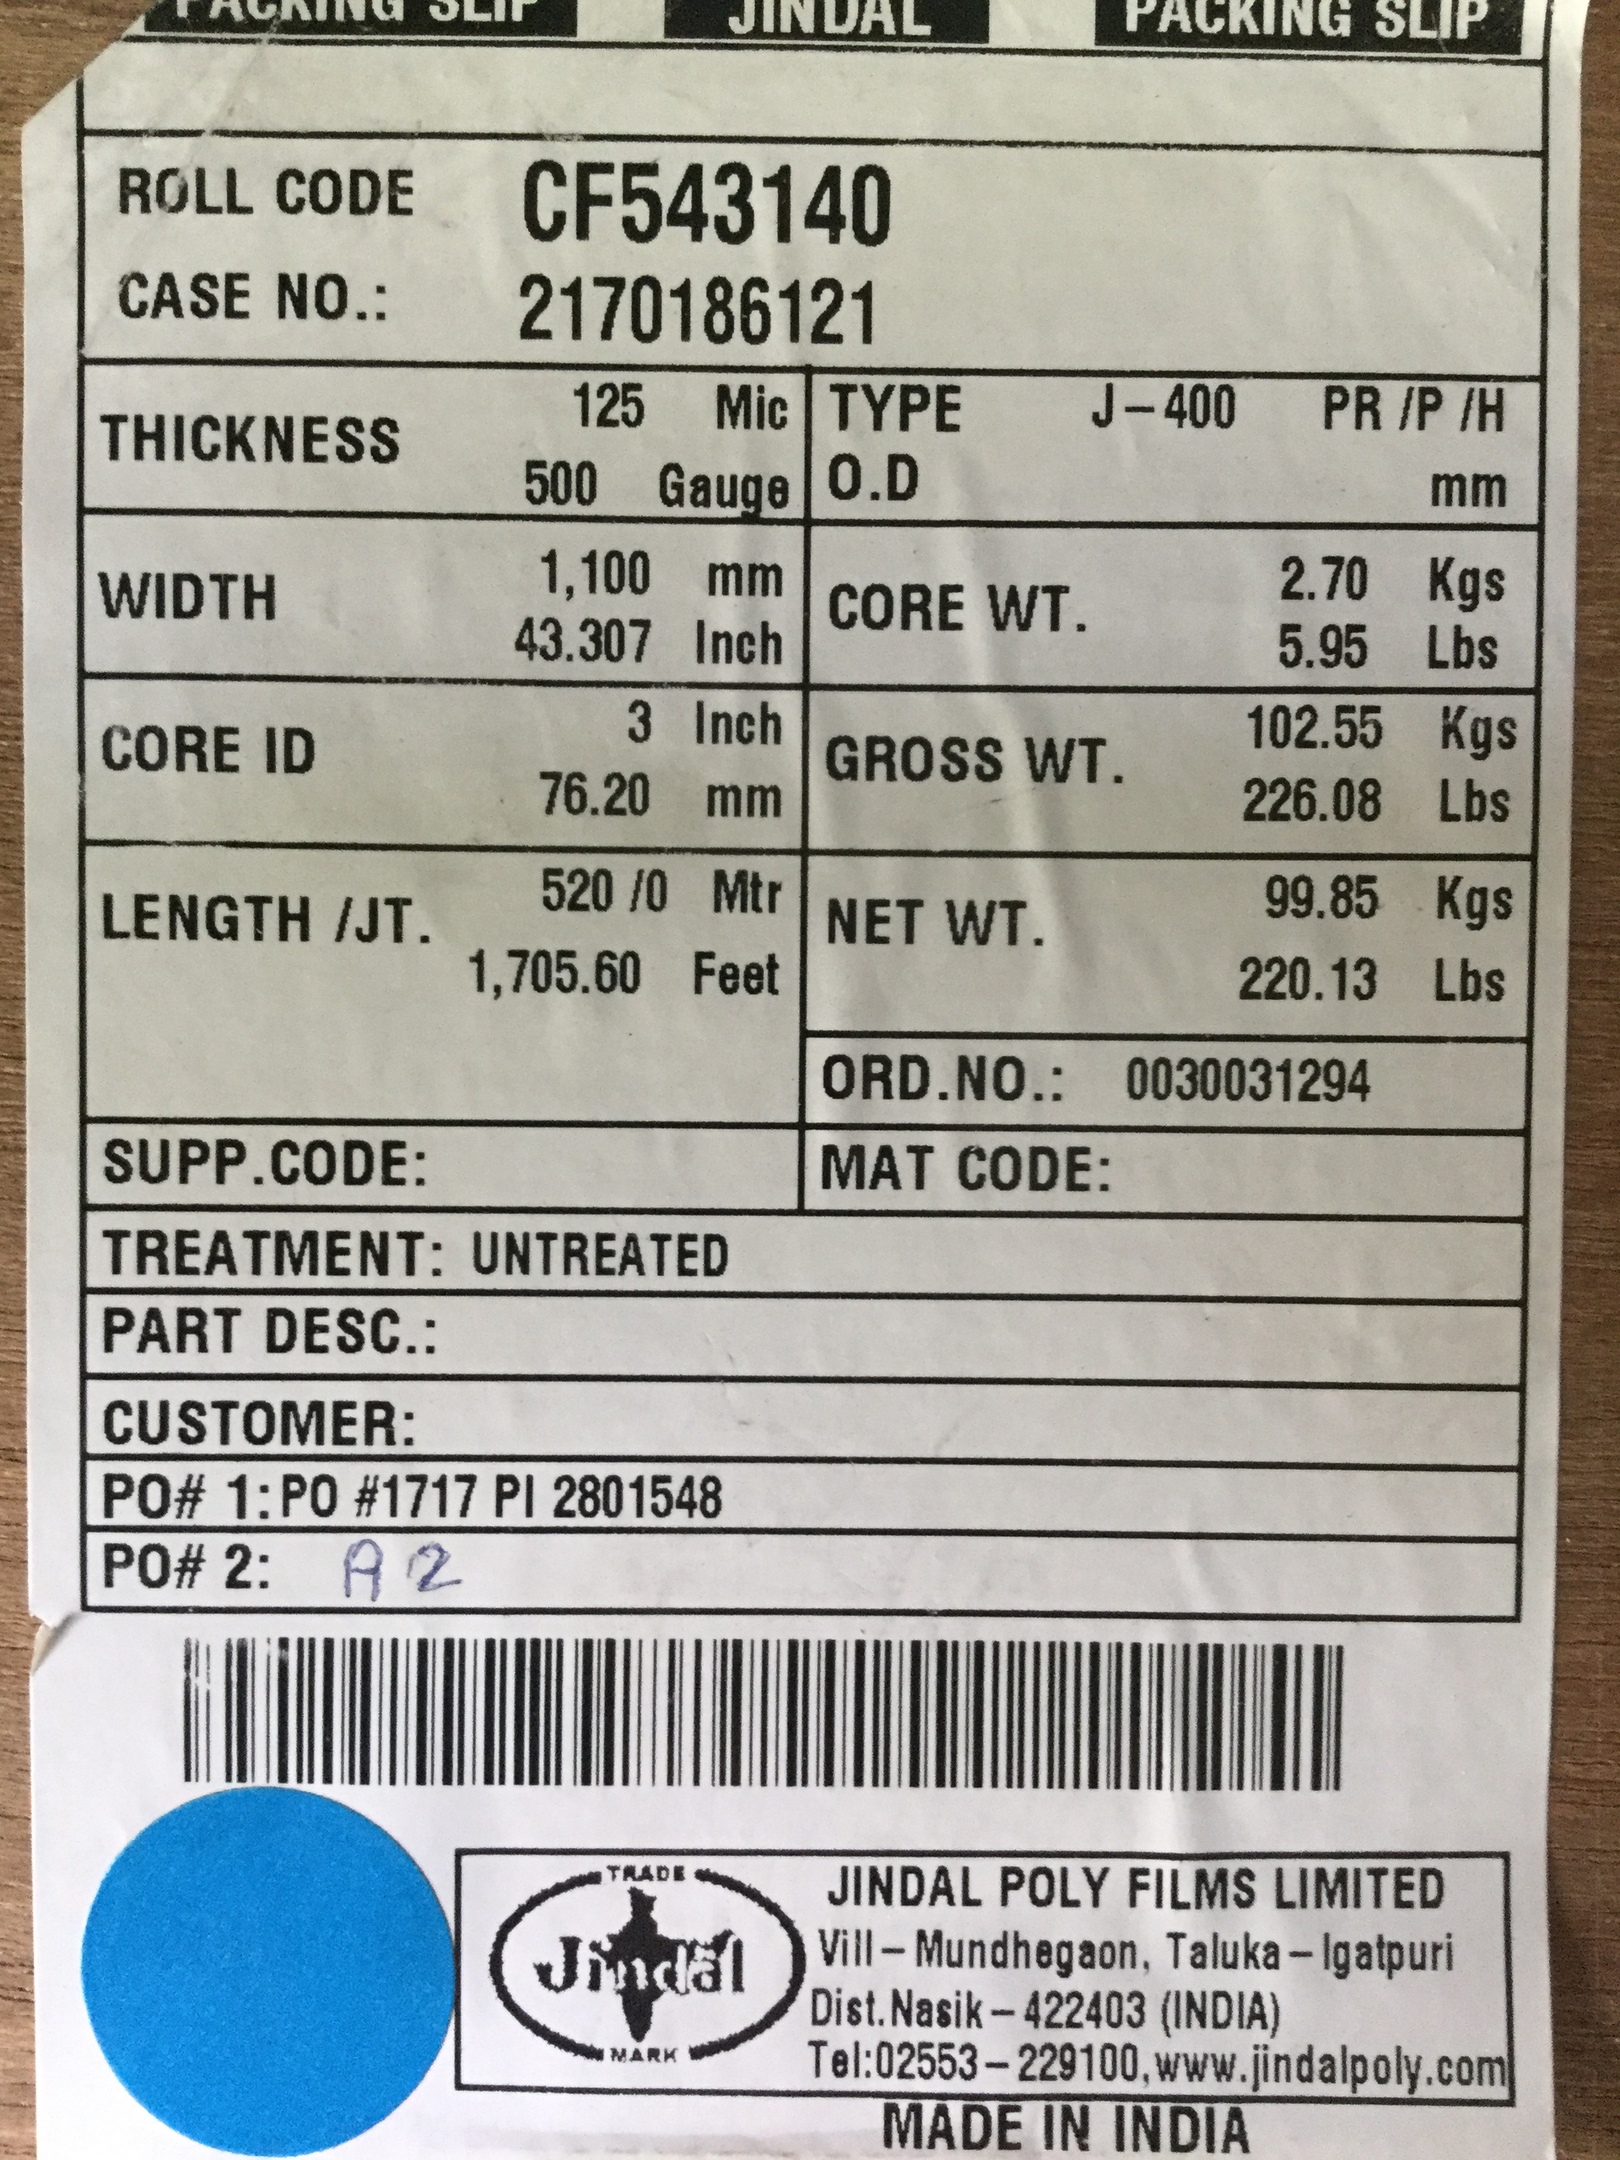 PACKING SLIP JINDAL PACKING SLIP
ROLL CODE CF543140
CASE NO.: 2170186121
THICKNESS 125 Mic
500 Gauge
TYPE J-400 PR /P /H
O.D mm
WIDTH 1,100 mm
43.307 Inch
CORE WT. 2.70 Kgs
5.95 Lbs
CORE ID 3 Inch
76.20 mm
GROSS WT. 102.55 Kgs
226.08 Lbs
LENGTH /JT. 520 /0 Mtr
1,705.60 Feet
NET WT. 99.85 Kgs
220.13 Lbs
ORD.NO.: 0030031294
SUPP.CODE: MAT CODE:
TREATMENT: UNTREATED
PART DESC.:
CUSTOMER:
PO# 1: PO #1717 PI 2801548
PO# 2: A2
TRADE
Jindal
MARK
JINDAL POLY FILMS LIMITED
Vill-Mundhegaon, Taluka-Igatpuri
Dist.Nasik-422403 (INDIA)
Tel:02553-229100,www.jindalpoly.com
MADE IN INDIA